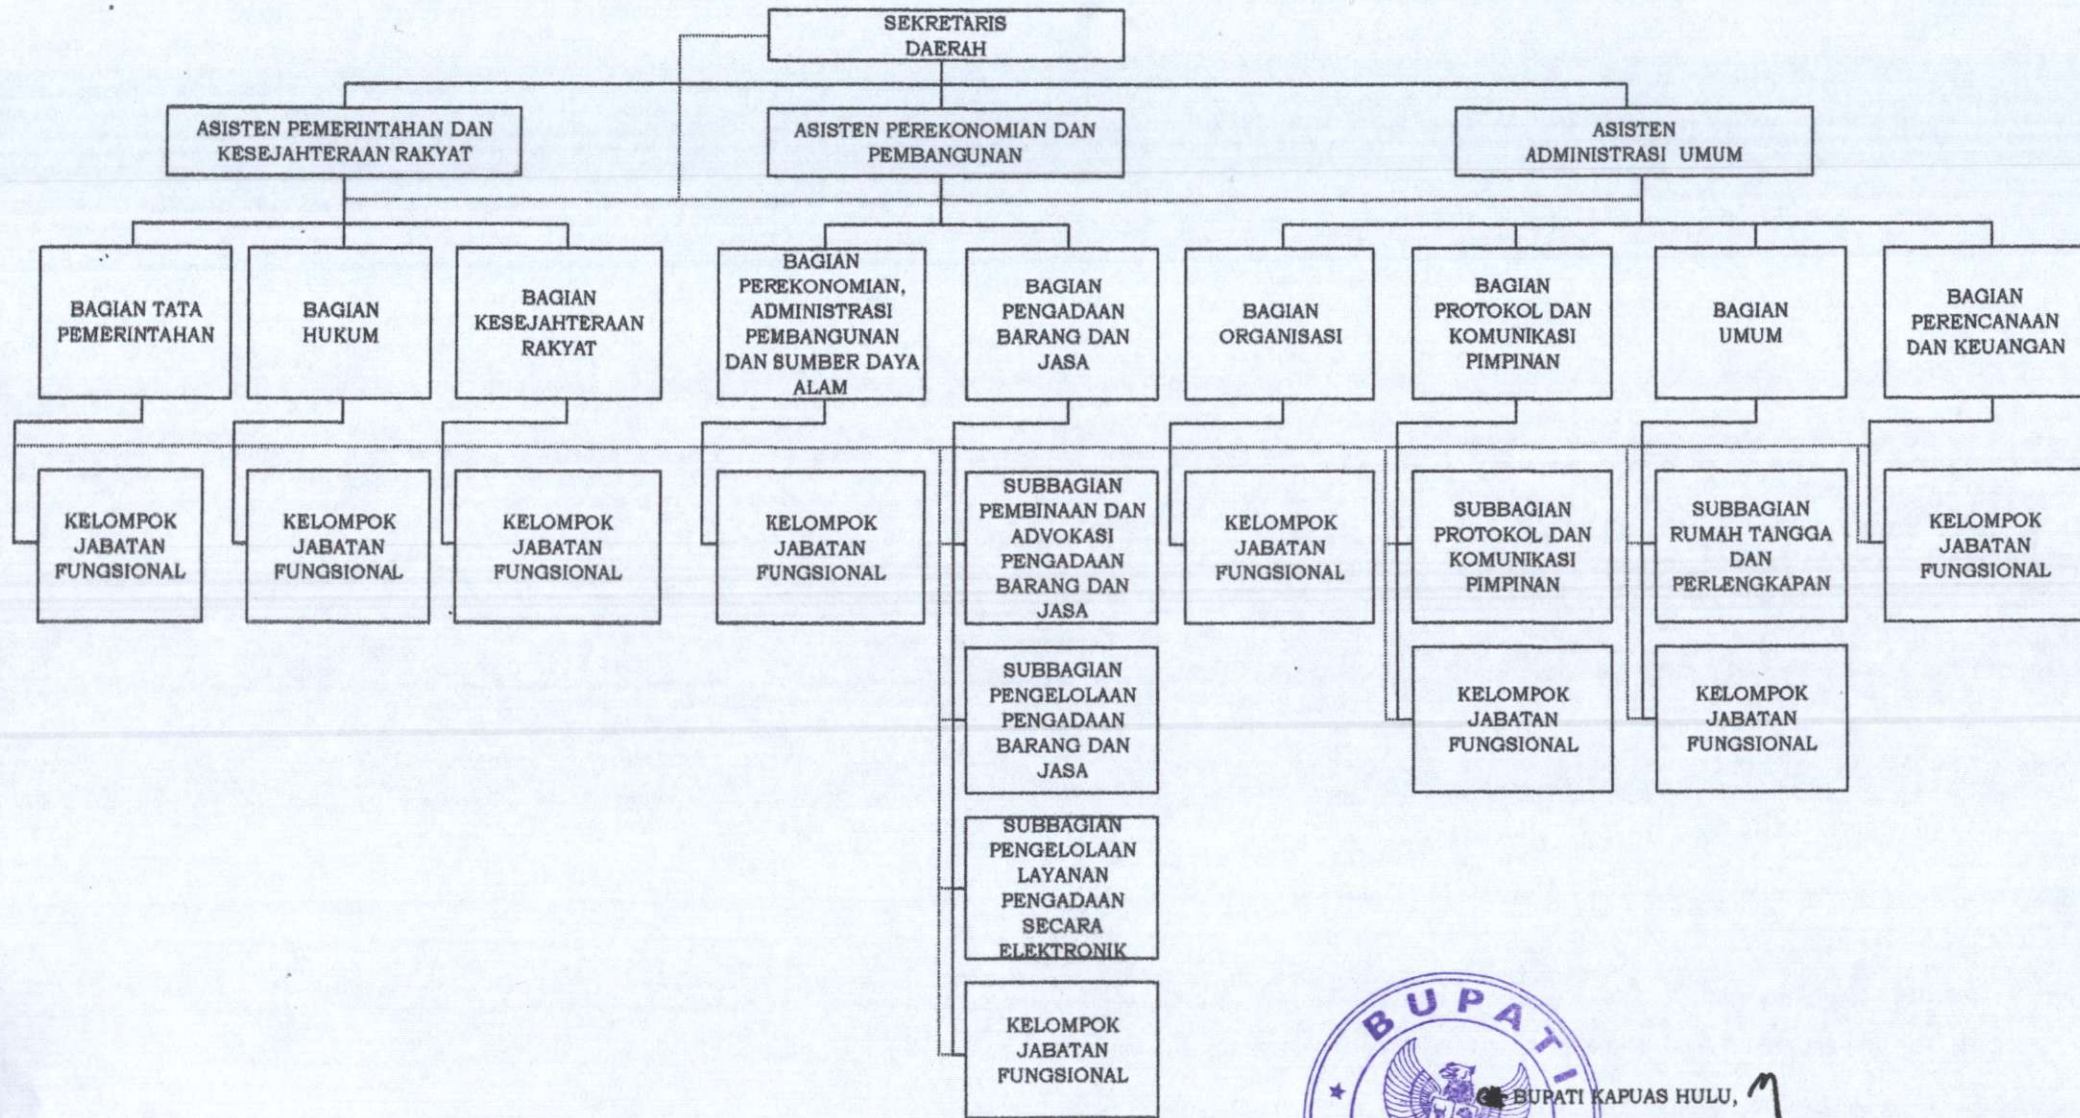 SEKRETARIS
DAERAH
ASISTEN PEMERINTAHAN DAN
KESEJAHTERAAN RAKYAT
ASISTEN PEREKONOMIAN DAN
PEMBANGUNAN
ASISTEN
ADMINISTRASI UMUM
BAGIAN TATA
PEMERINTAHAN
BAGIAN
HUKUM
BAGIAN
KESEJAHTERAAN
RAKYAT
BAGIAN
PEREKONOMIAN,
ADMINISTRASI
PEMBANGUNAN
DAN SUMBER DAYA
ALAM
BAGIAN
PENGADAAN
BARANG DAN
JASA
BAGIAN
ORGANISASI
BAGIAN
PROTOKOL DAN
KOMUNIKASI
PIMPINAN
BAGIAN
UMUM
BAGIAN
PERENCANAAN
DAN KEUANGAN
KELOMPOK
JABATAN
FUNGSIONAL
KELOMPOK
JABATAN
FUNGSIONAL
KELOMPOK
JABATAN
FUNGSIONAL
KELOMPOK
JABATAN
FUNGSIONAL
SUBBAGIAN
PEMBINAAN DAN
ADVOKASI
PENGADAAN
BARANG DAN
JASA
KELOMPOK
JABATAN
FUNGSIONAL
SUBBAGIAN
PROTOKOL DAN
KOMUNIKASI
PIMPINAN
SUBBAGIAN
RUMAH TANGGA
DAN
PERLENGKAPAN
KELOMPOK
JABATAN
FUNGSIONAL
SUBBAGIAN
PENGELOLAAN
PENGADAAN
BARANG DAN
JASA
KELOMPOK
JABATAN
FUNGSIONAL
KELOMPOK
JABATAN
FUNGSIONAL
SUBBAGIAN
PENGELOLAAN
LAYANAN
PENGADAAN
SECARA
ELEKTRONIK
KELOMPOK
JABATAN
FUNGSIONAL
BUPATI
BUPATI KAPUAS HULU,